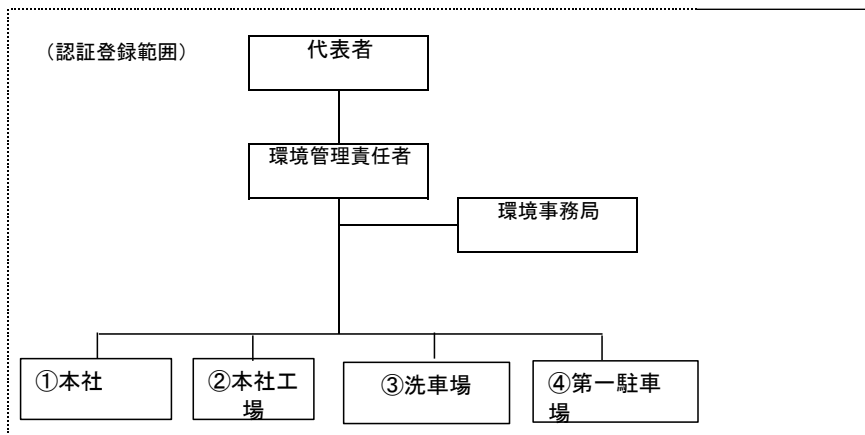 （認証登録範囲）
代表者
環境管理責任者
環境事務局
①本社
②本社工
場
③洗車場
④第一駐車
場